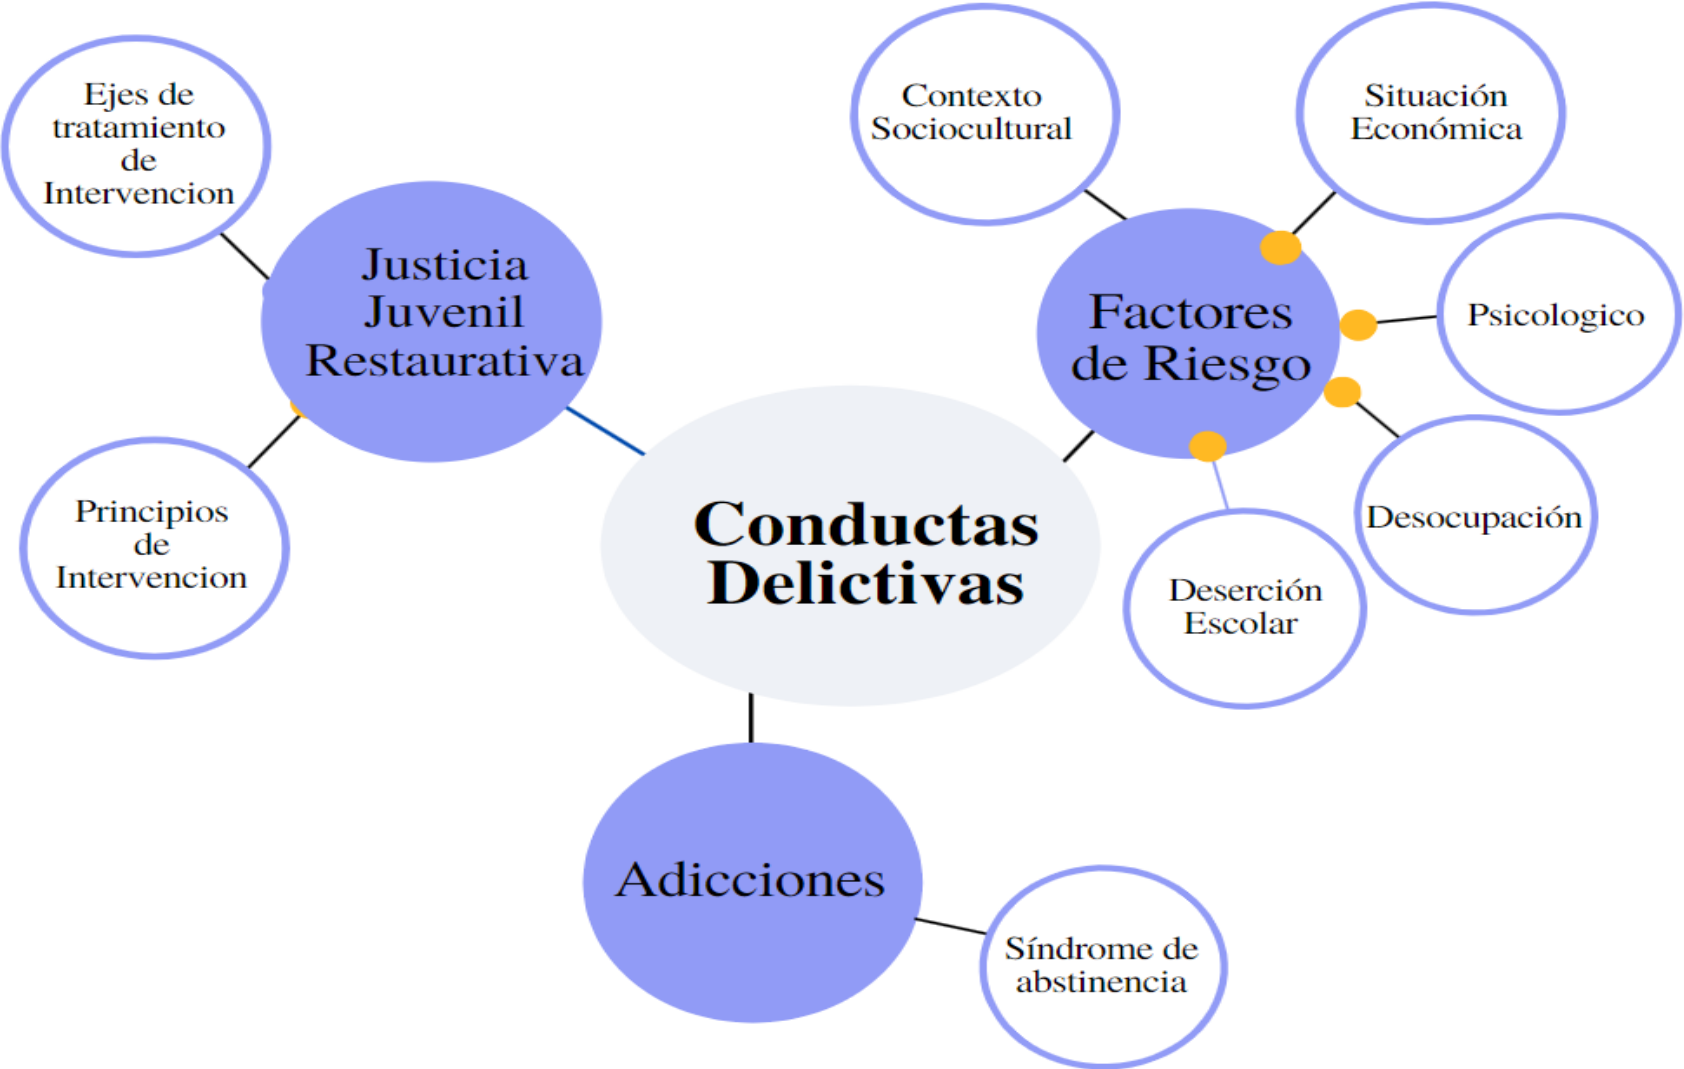 Ejes de
tratamiento
de
Intervencion
Justicia
Juvenil
Restaurativa
Principios
de
Intervencion
Contexto
Sociocultural
Situación
Económica
Factores
de Riesgo
Psicologico
Desocupación
Deserción
Escolar
Conductas
Delictivas
Adicciones
Síndrome de
abstinencia